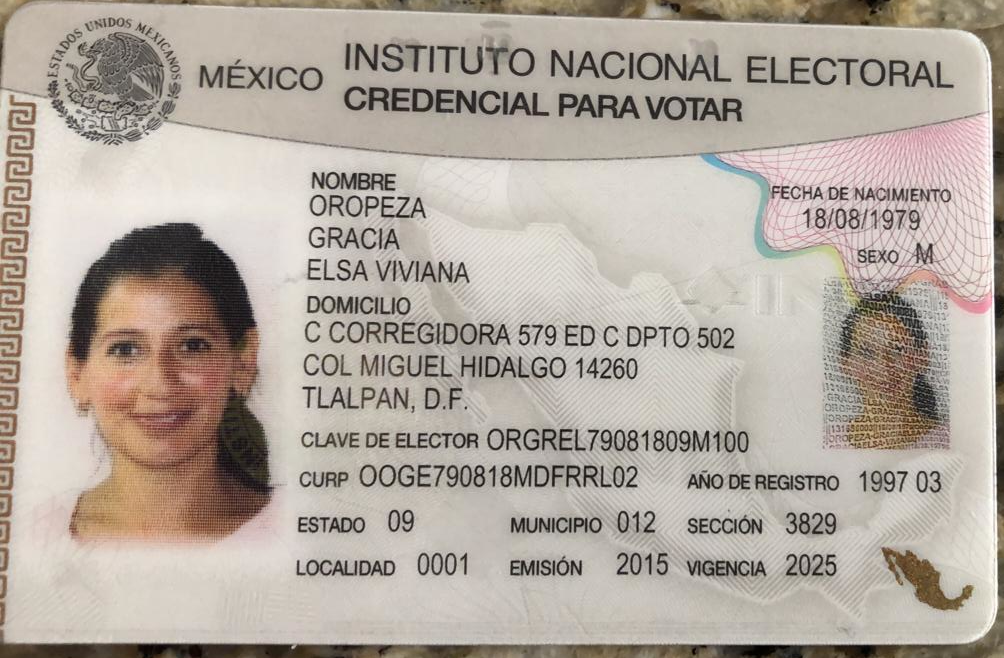 ESTADOS UNIDOS MEXICANOS
MÉXICO INSTITUTO NACIONAL ELECTORAL
CREDENCIAL PARA VOTAR
NOMBRE
OROPEZA
GRACIA
ELSA VIVIANA
FECHA DE NACIMIENTO
18/08/1979
SEXO M
DOMICILIO
C CORREGIDORA 579 ED C DPTO 502
COL MIGUEL HIDALGO 14260
TLALPAN, D.F.
CLAVE DE ELECTOR ORGREL79081809M100
CURP OOGE790818MDFRRL02 AÑO DE REGISTRO 1997 03
ESTADO 09 MUNICIPIO 012 SECCIÓN 3829
LOCALIDAD 0001 EMISIÓN 2015 VIGENCIA 2025